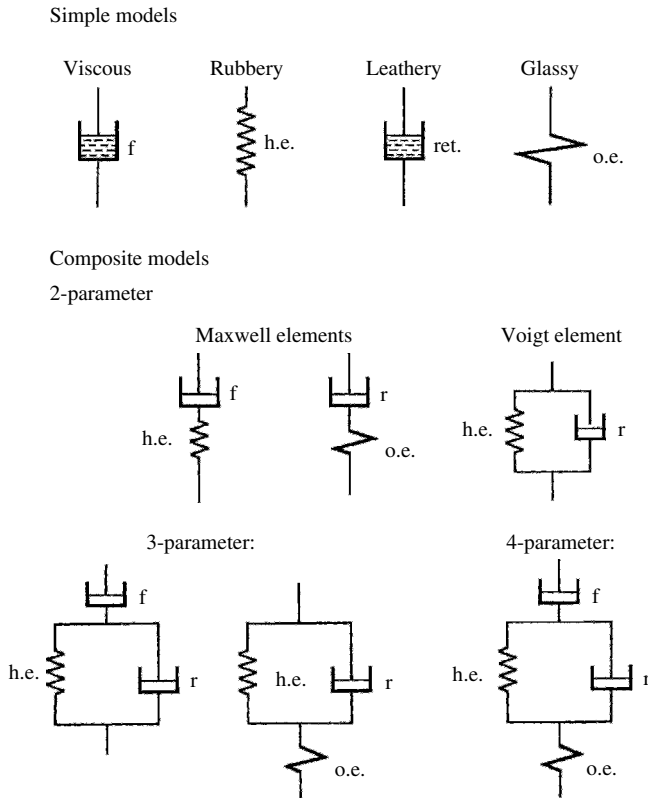 Simple models
Viscous Rubbery Leathery Glassy
f h.e. ret. o.e.
Composite models
2-parameter
Maxwell elements Voigt element
f r
h.e. o.e. h.e. r
3-parameter: 4-parameter:
f f
h.e. r h.e. r h.e. r
o.e. o.e.